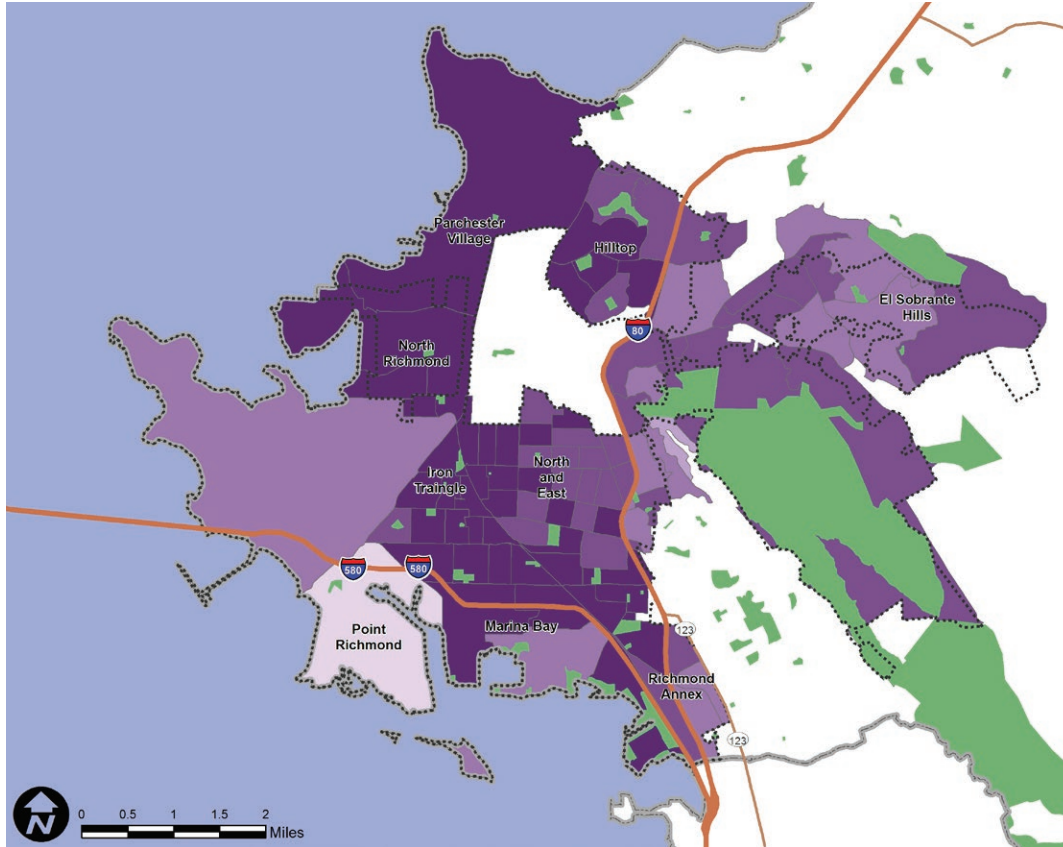 Parchester
Village
Hilltop
El Sobrante
Hills
80
North
Richmond
Iron
Traingle
North
and
East
580
580
Point
Richmond
Marina Bay
123
Richmond
Annex
123
N
0 0.5 1 1.5 2
Miles